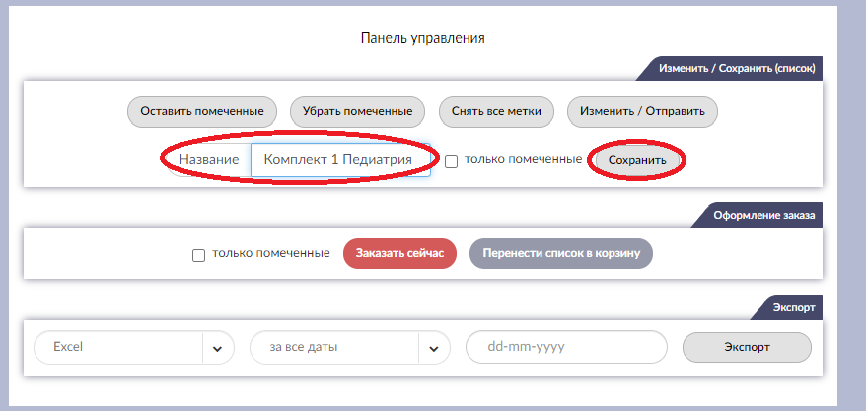 Панель управления
Изменить / Сохранить (список)
Оставить помеченные Убрать помеченные Снять все метки Изменить / Отправить
Название Комплект 1 Педиатрия только помеченные Сохранить
Оформление заказа
только помеченные Заказать сейчас Перенести список в корзину
Экспорт
Excel за все даты dd-mm-yyyy Экспорт